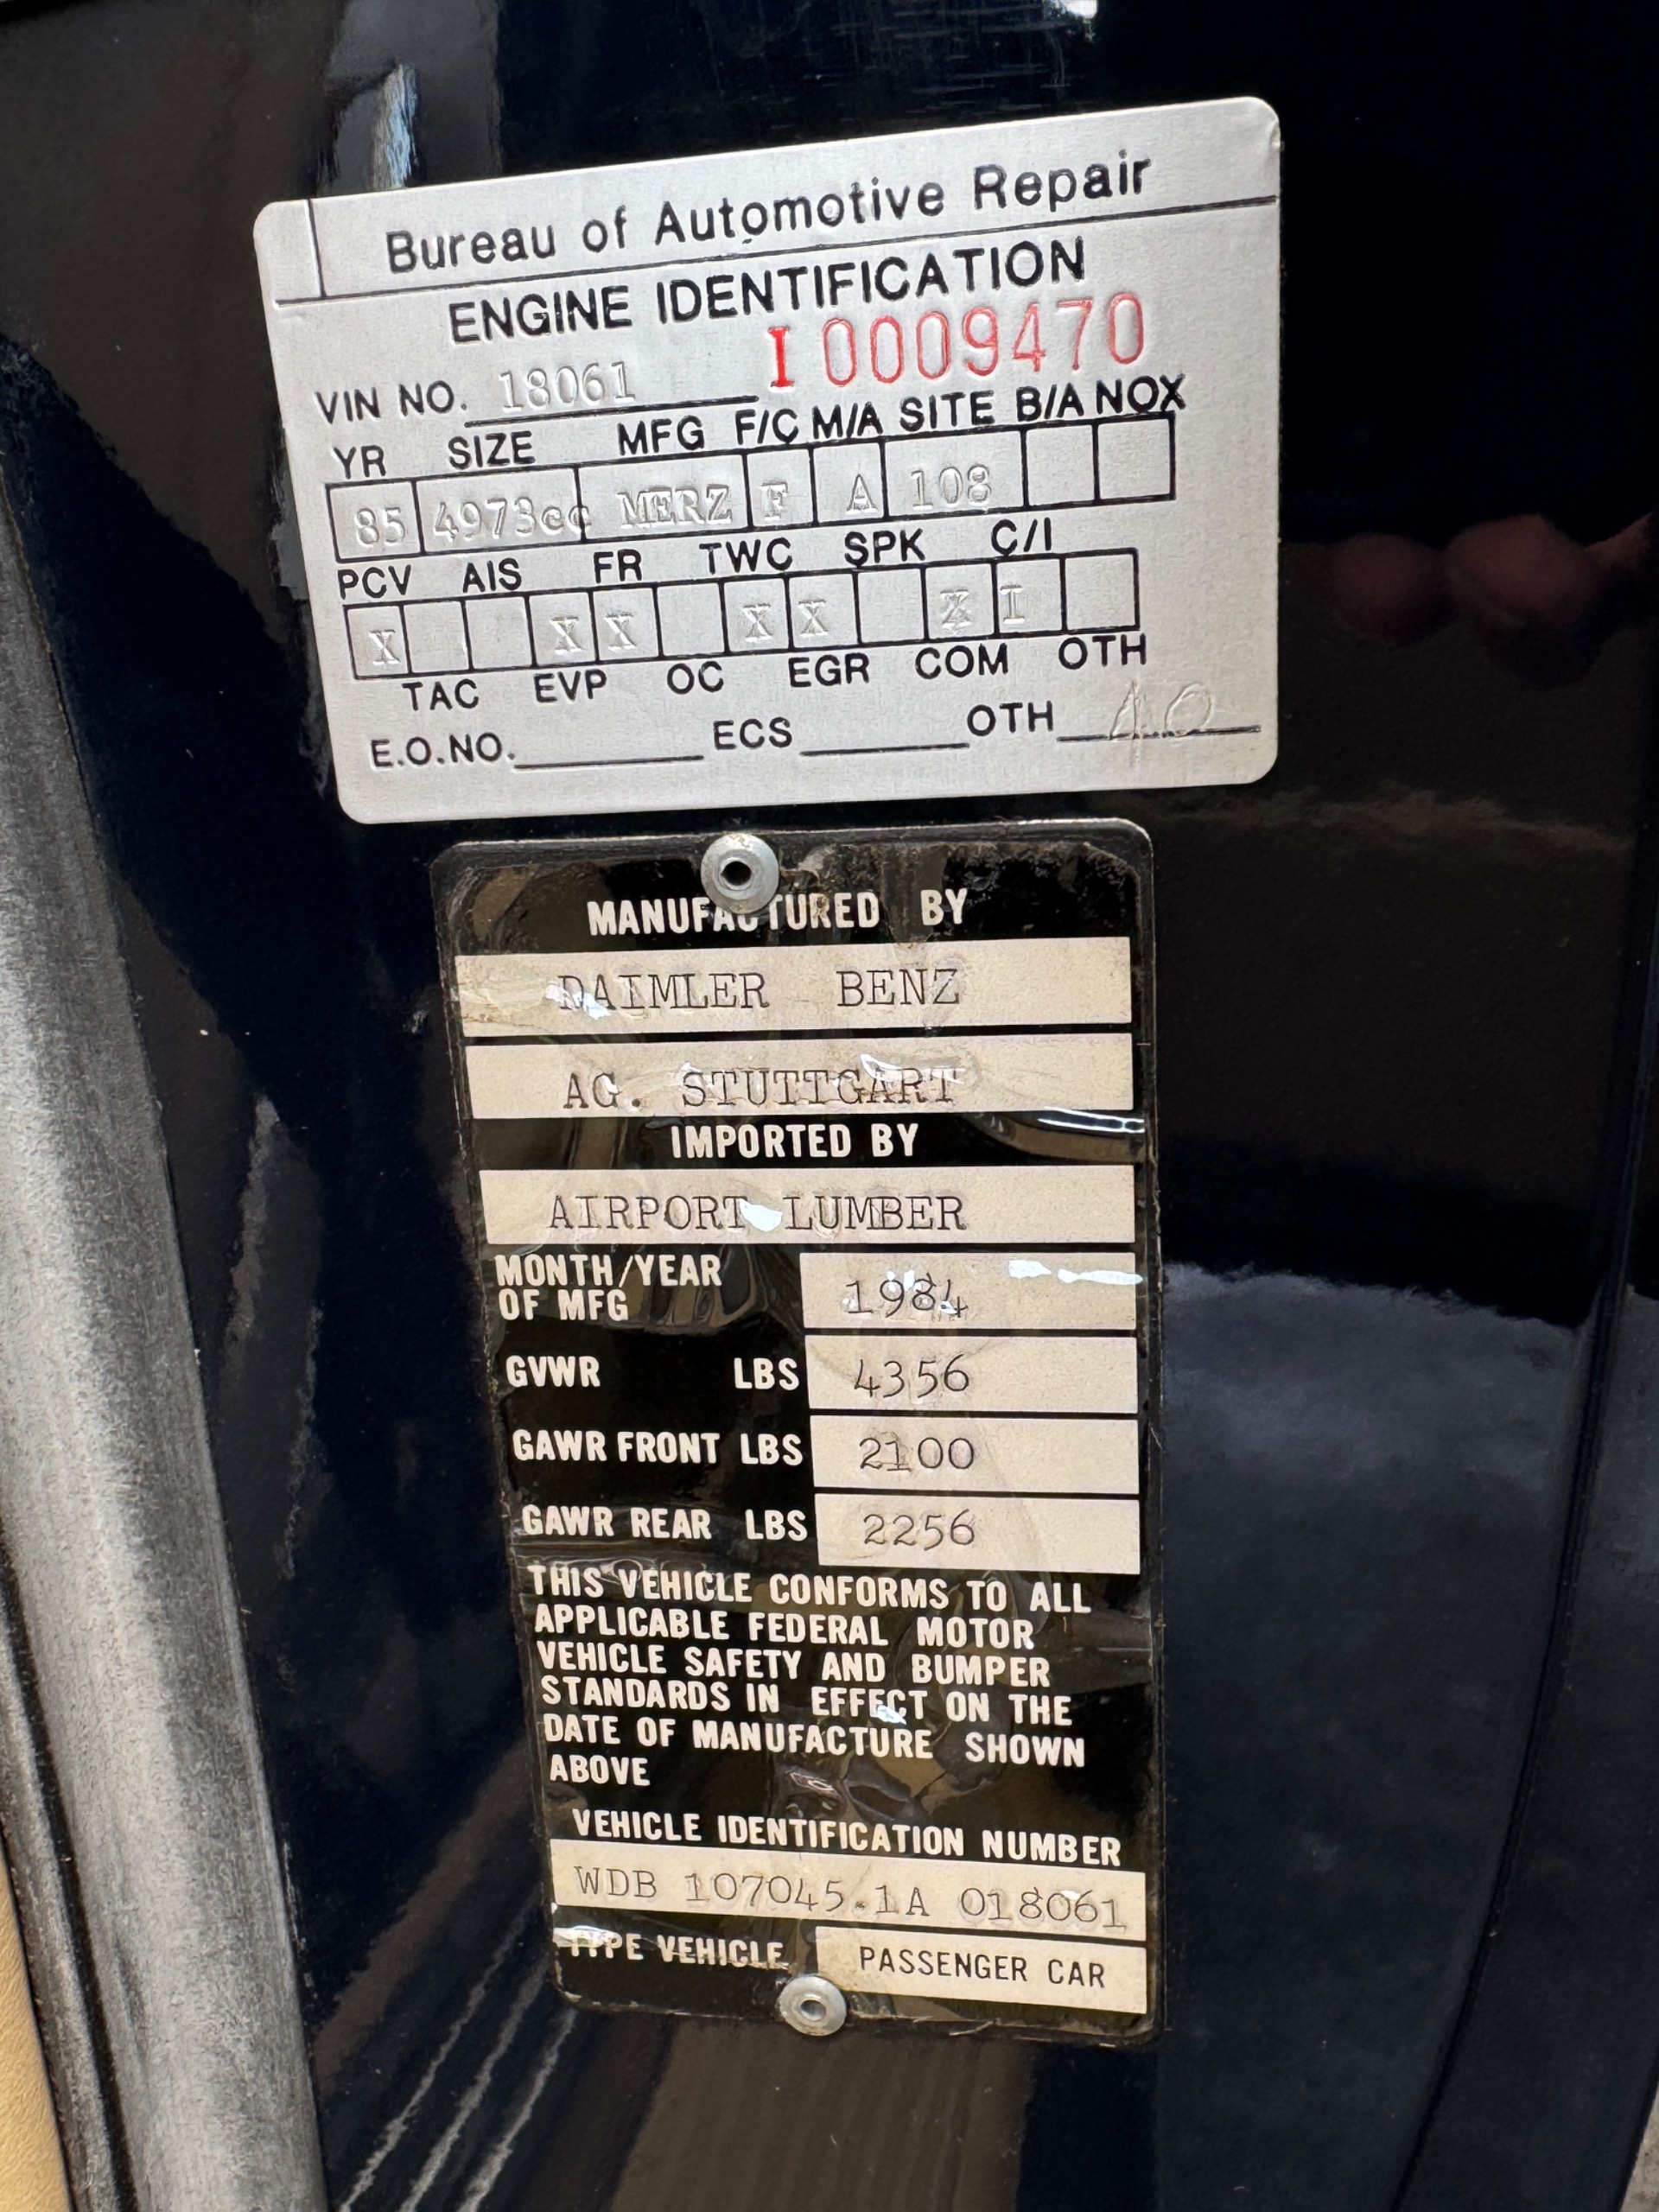 Bureau of Automotive Repair
ENGINE IDENTIFICATION
VIN NO. 18061 I 0009470
YR SIZE MFG F/C M/A SITE B/A NOX
85 4973cc MERZ F A 108
PCV AIS FR TWC SPK C/I
X X X X X X I
TAC EVP OC EGR COM OTH
E.O.NO. ECS OTH
MANUFACTURED BY
DAIMLER BENZ
AG. STUTTGART
IMPORTED BY
AIRPORT LUMBER
MONTH/YEAR
OF MFG 1984
GVWR LBS 4356
GAWR FRONT LBS 2100
GAWR REAR LBS 2256
THIS VEHICLE CONFORMS TO ALL
APPLICABLE FEDERAL MOTOR
VEHICLE SAFETY AND BUMPER
STANDARDS IN EFFECT ON THE
DATE OF MANUFACTURE SHOWN
ABOVE
VEHICLE IDENTIFICATION NUMBER
WDB 107045.1A 018061
TYPE VEHICLE PASSENGER CAR